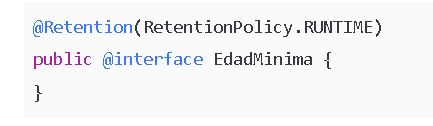 @Retention(RetentionPolicy.RUNTIME)
public @interface EdadMinima {
}